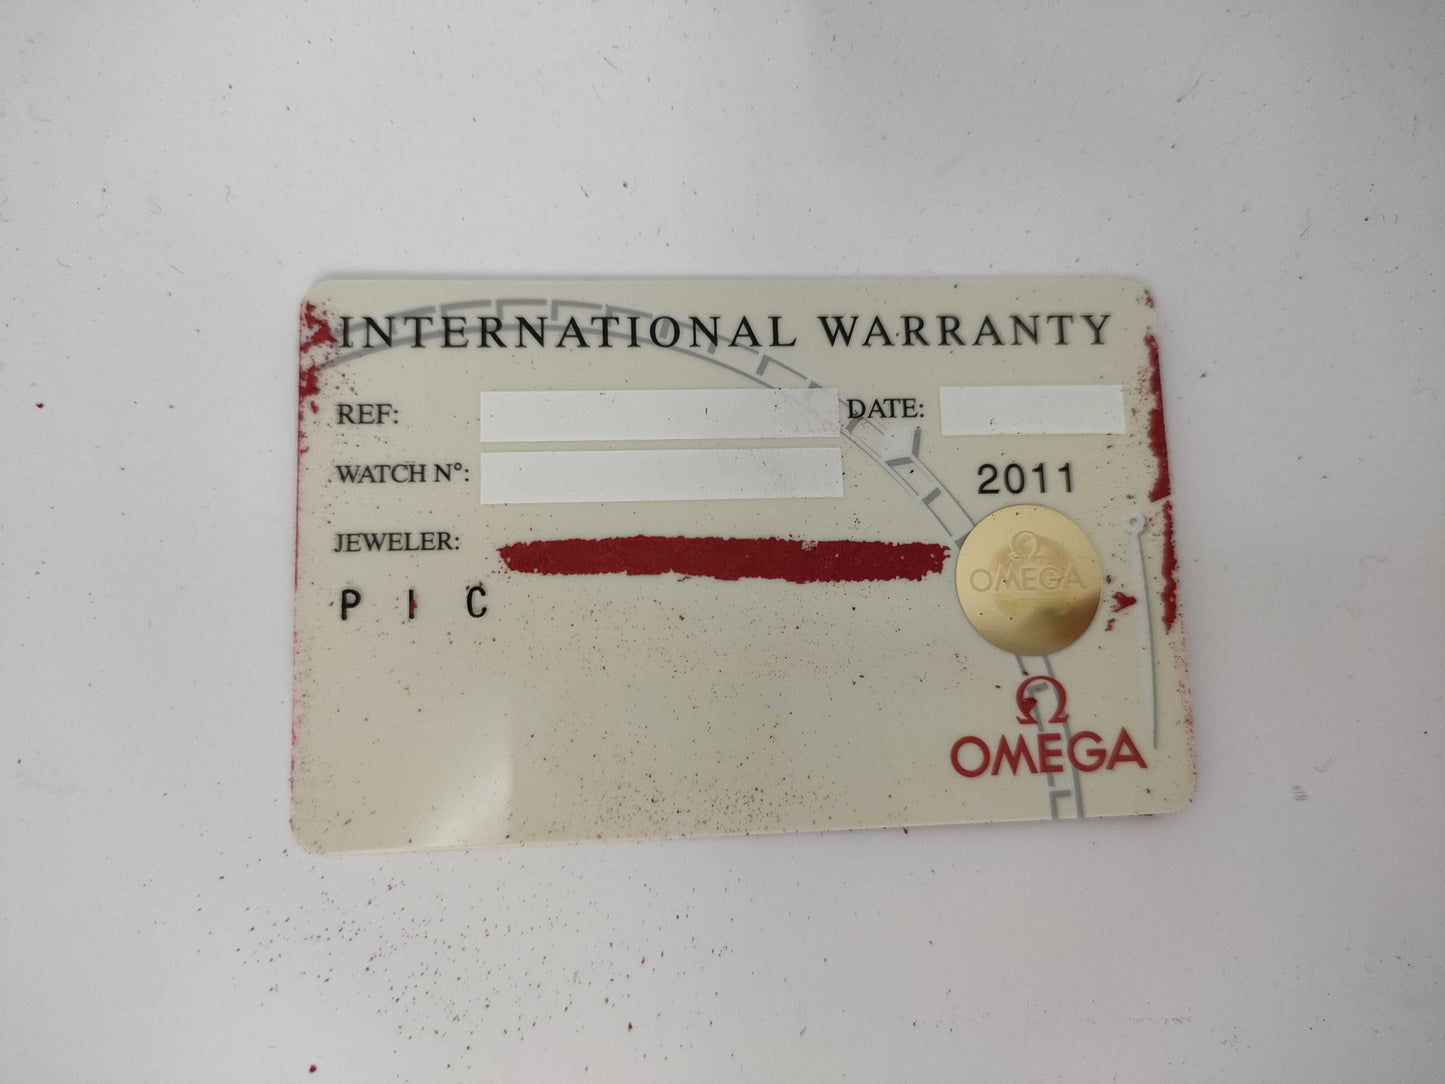 INTERNATIONAL WARRANTY
REF: DATE:
WATCH N°: 2011
JEWELER:
P I C
Ω
OMEGA
Ω
OMEGA